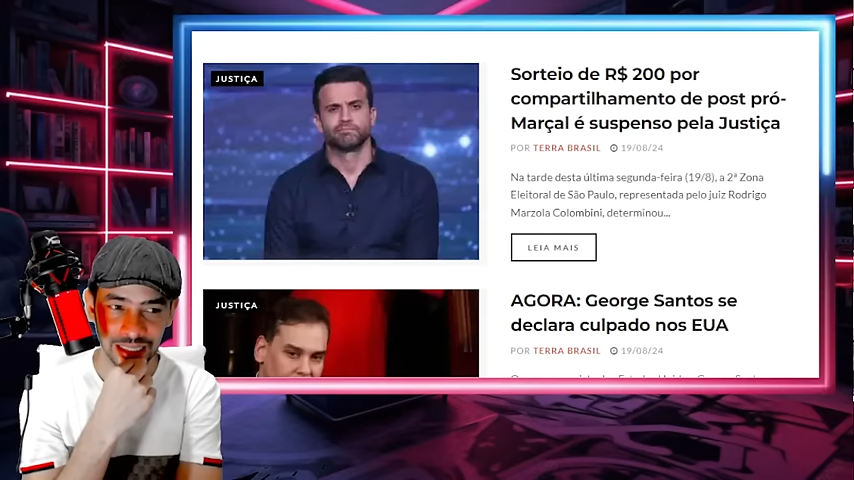 JUSTIÇA
Sorteio de R$ 200 por
compartilhamento de post pró-
Marçal é suspenso pela Justiça
POR TERRA BRASIL 19/08/24
Na tarde desta última segunda-feira (19/8), a 2ª Zona
Eleitoral de São Paulo, representada pelo juiz Rodrigo
Marzola Colombini, determinou...
LEIA MAIS
JUSTIÇA
AGORA: George Santos se
declara culpado nos EUA
POR TERRA BRASIL 19/08/24